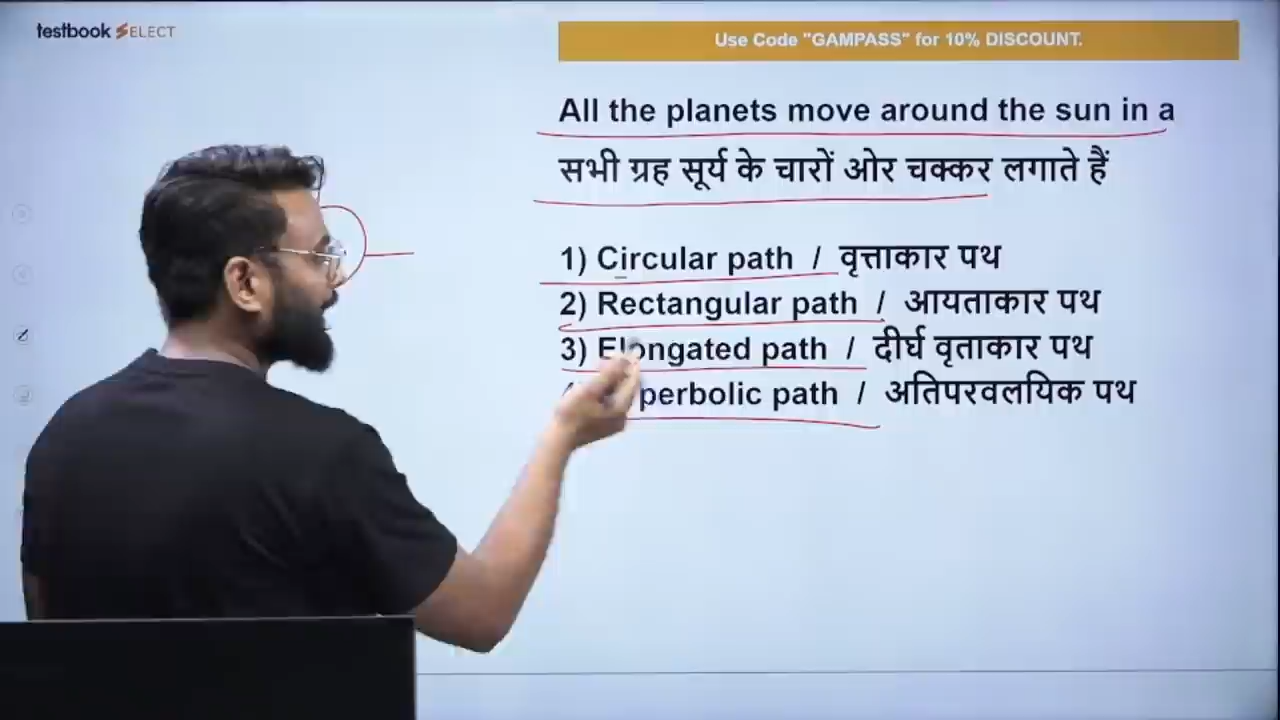 testbook SELECT
Use Code "GAMPASS" for 10% DISCOUNT.
All the planets move around the sun in a
सभी ग्रह सूर्य के चारों ओर चक्कर लगाते हैं
1) Circular path / वृत्ताकार पथ
2) Rectangular path / आयताकार पथ
3) Elongated path / दीर्घ वृताकार पथ
perbolic path / अतिपरवलयिक पथ